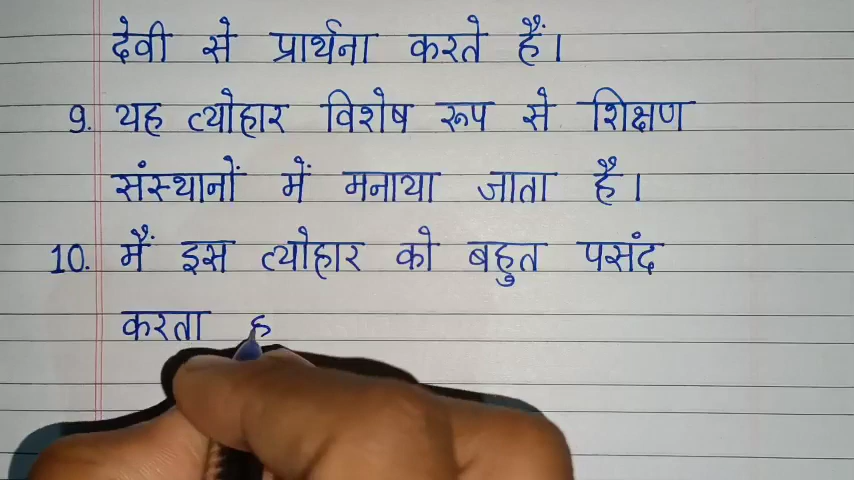 देवी से प्रार्थना करते हैं।
9. यह त्योहार विशेष रूप से शिक्षण
संस्थानों में मनाया जाता है।
10. मैं इस त्योहार को बहुत पसंद
करता ह